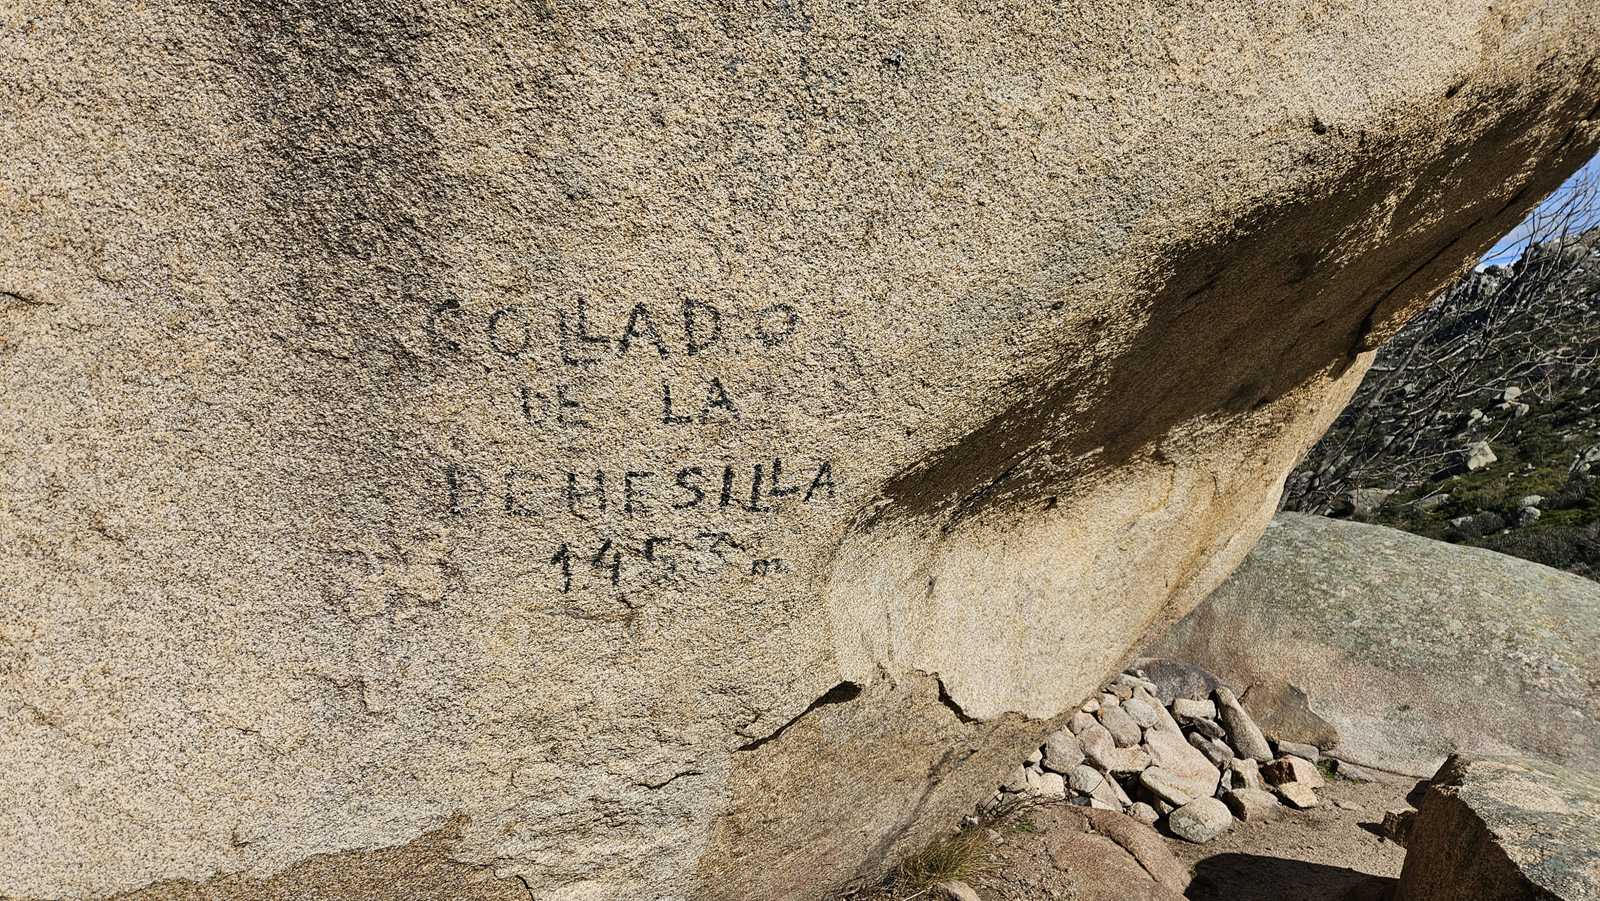 COLLADO
DE LA
DEHESILLA
1453 m